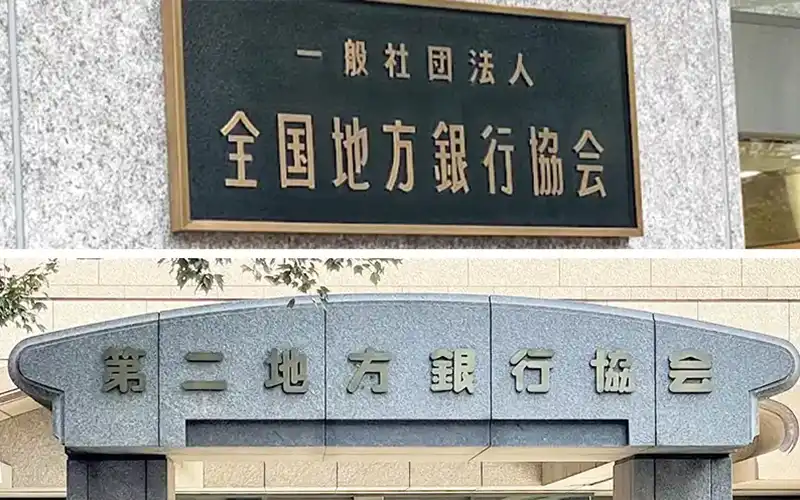 一般社団法人
全国地方銀行協会
第二地方銀行協会